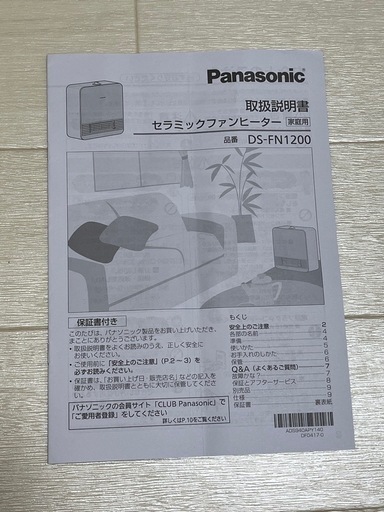 Panasonic
取扱説明書
セラミックファンヒーター 家庭用
品番 DS-FN1200
保証書付き
このたびは、パナソニック製品をお買い上げいただき、
まことにありがとうございます。
• 取扱説明書をよくお読みのうえ、正しく安全に
お使いください。
• ご使用前に「安全上のご注意」(P.2～3)を
必ずお読みください。
• 保証書は、「お買い上げ日・販売店名」などの記入を
確かめ、取扱説明書とともに大切に保管してください。
パナソニックの会員サイト「CLUB Panasonic」で
「ご愛用者登録」をしてください
詳しくはP.10をご覧ください
もくじ
安全上のご注意 2
各部の名前 4
準備 4
使いかた 5
お手入れのしかた 6
保管 6
Q&A(よくあるご質問) 7
故障かな? 7
保証とアフターサービス 8
別売品 9
仕様 9
保証書 裏表紙
ADS940APY140
DF0417-0